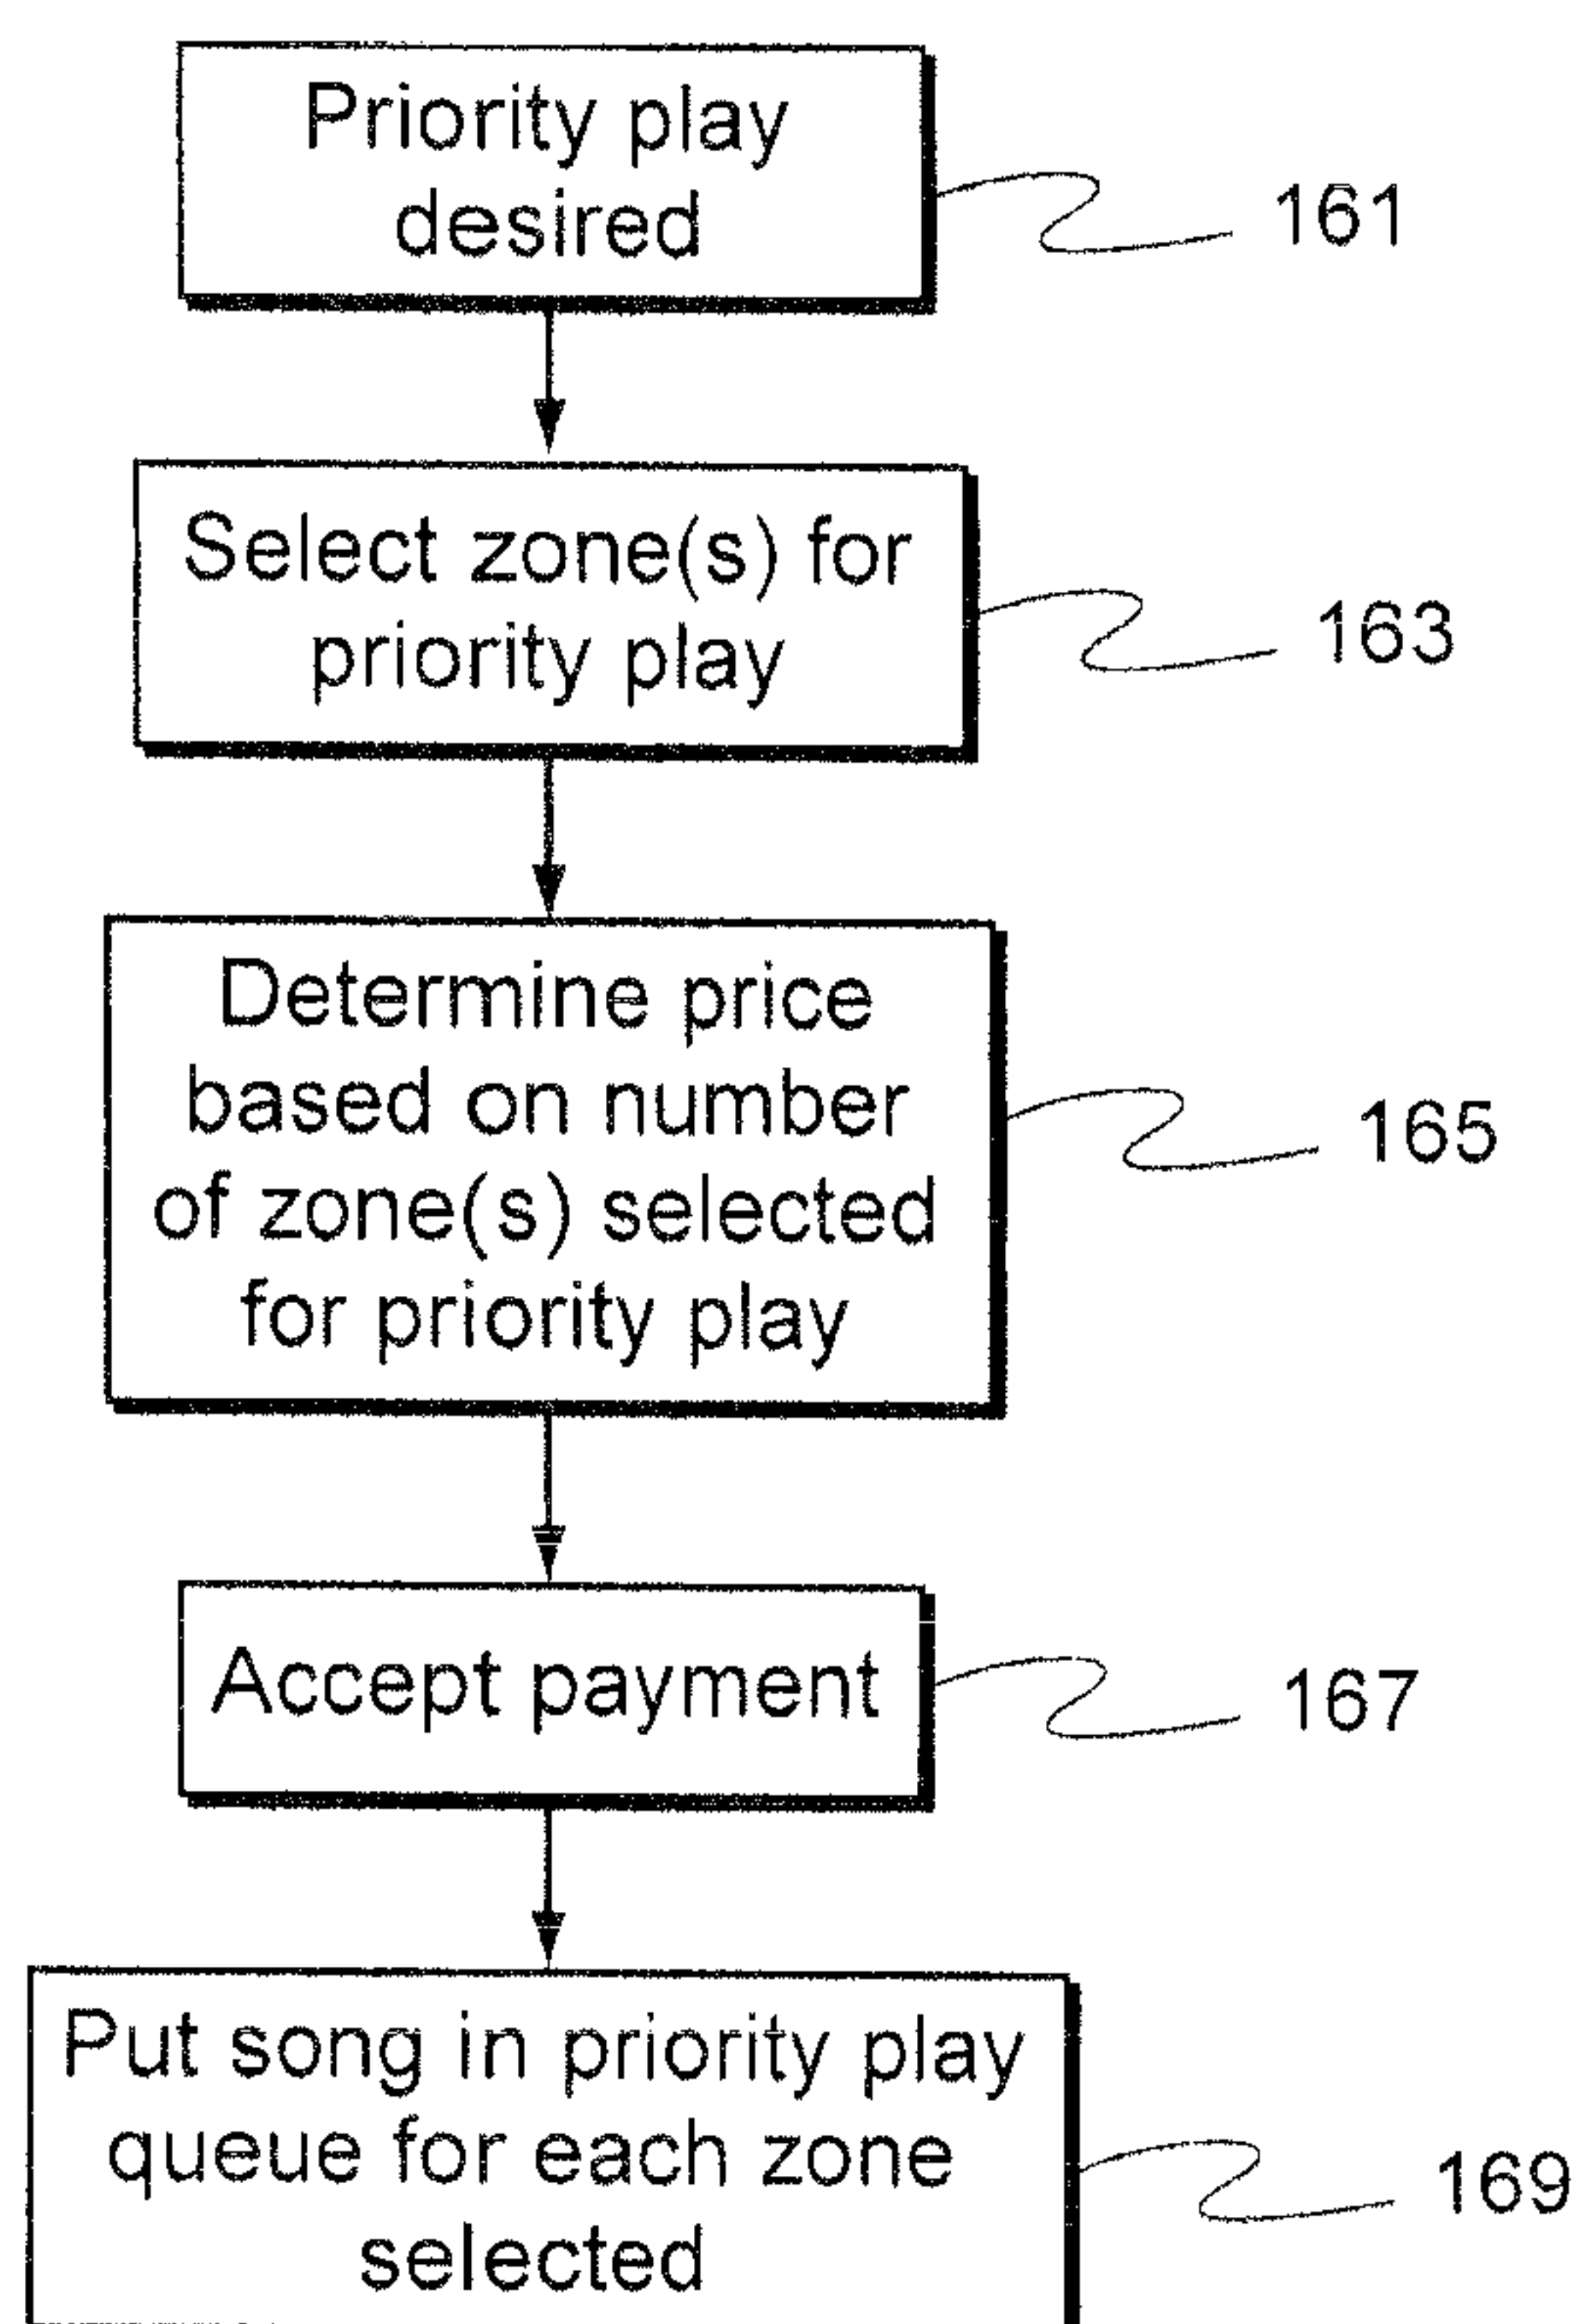 Priority play
desired
161
Select zone(s) for
priority play
163
Determine price
based on number
of zone(s) selected
for priority play
165
Accept payment
167
Put song in priority play
queue for each zone
selected
169